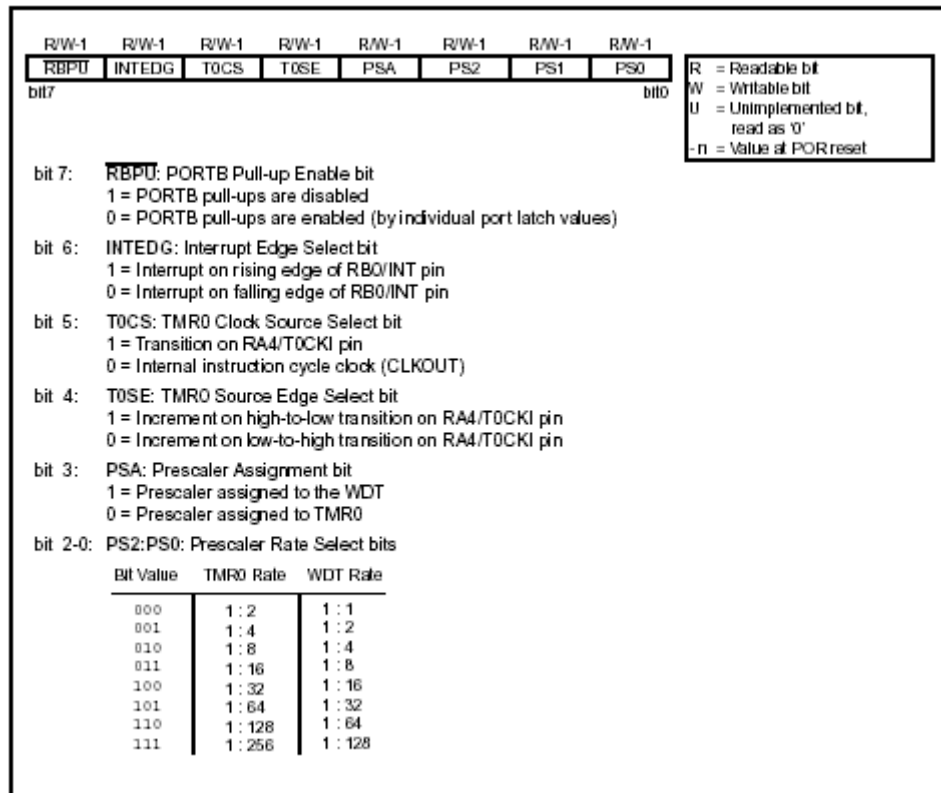 R/W-1 R/W-1 R/W-1 R/W-1 R/W-1 R/W-1 R/W-1 R/W-1
RBPU INTEDG T0CS T0SE PSA PS2 PS1 PS0
bit7 bit0
R = Readable bit
W = Writable bit
U = Unimplemented bit,
read as '0'
- n = Value at POR reset
bit 7: RBPU: PORTB Pull-up Enable bit
1 = PORTB pull-ups are disabled
0 = PORTB pull-ups are enabled (by individual port latch values)
bit 6: INTEDG: Interrupt Edge Select bit
1 = Interrupt on rising edge of RB0/INT pin
0 = Interrupt on falling edge of RB0/INT pin
bit 5: T0CS: TMR0 Clock Source Select bit
1 = Transition on RA4/T0CKI pin
0 = Internal instruction cycle clock (CLKOUT)
bit 4: T0SE: TMR0 Source Edge Select bit
1 = Increment on high-to-low transition on RA4/T0CKI pin
0 = Increment on low-to-high transition on RA4/T0CKI pin
bit 3: PSA: Prescaler Assignment bit
1 = Prescaler assigned to the WDT
0 = Prescaler assigned to TMR0
bit 2-0: PS2:PS0: Prescaler Rate Select bits
Bit Value TMR0 Rate WDT Rate
000 1 : 2 1 : 1
001 1 : 4 1 : 2
010 1 : 8 1 : 4
011 1 : 16 1 : 8
100 1 : 32 1 : 16
101 1 : 64 1 : 32
110 1 : 128 1 : 64
111 1 : 256 1 : 128